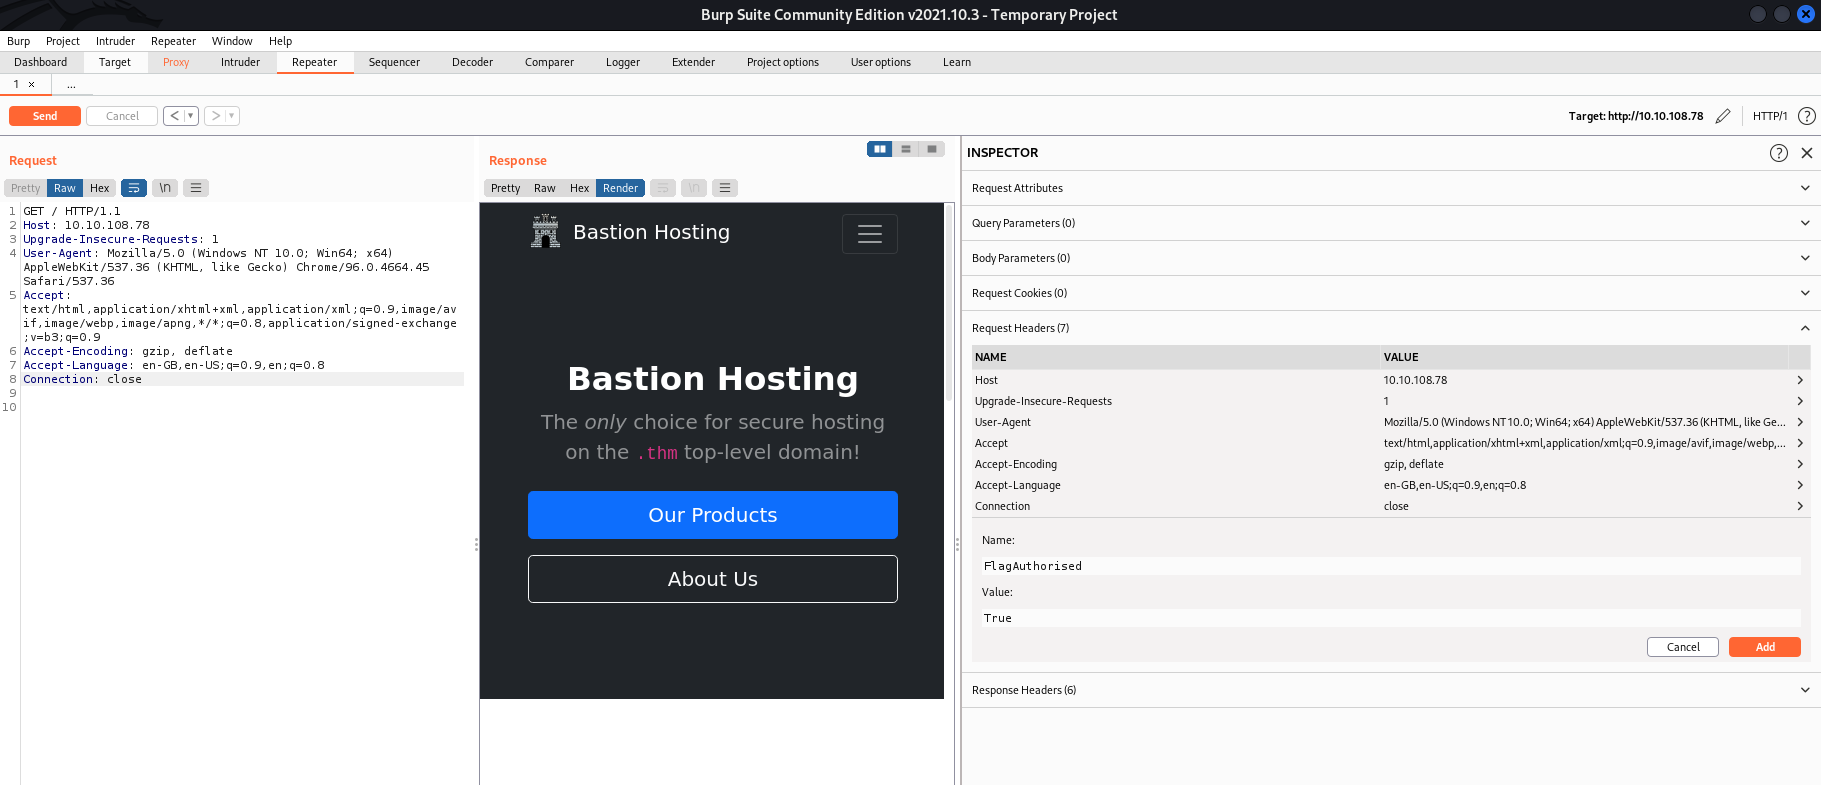 Burp Suite Community Edition v2021.10.3 - Temporary Project
Burp Project Intruder Repeater Window Help
Dashboard Target Proxy Intruder Repeater Sequencer Decoder Comparer Logger Extender Project options User options Learn
1 × ...
Send Cancel < > Target: http://10.10.108.78 HTTP/1 ?
Request
Pretty Raw Hex \n
1 GET / HTTP/1.1
2 Host: 10.10.108.78
3 Upgrade-Insecure-Requests: 1
4 User-Agent: Mozilla/5.0 (Windows NT 10.0; Win64; x64)
AppleWebKit/537.36 (KHTML, like Gecko) Chrome/96.0.4664.45
Safari/537.36
5 Accept:
text/html,application/xhtml+xml,application/xml;q=0.9,image/av
if,image/webp,image/apng,*/*;q=0.8,application/signed-exchange
;v=b3;q=0.9
6 Accept-Encoding: gzip, deflate
7 Accept-Language: en-GB,en-US;q=0.9,en;q=0.8
8 Connection: close
9
10
Response
Pretty Raw Hex Render \n
Bastion Hosting
Bastion Hosting
The only choice for secure hosting
on the .thm top-level domain!
Our Products
About Us
INSPECTOR ?
Request Attributes
Query Parameters (0)
Body Parameters (0)
Request Cookies (0)
Request Headers (7)
NAME VALUE
Host 10.10.108.78
Upgrade-Insecure-Requests 1
User-Agent Mozilla/5.0 (Windows NT 10.0; Win64; x64) AppleWebKit/537.36 (KHTML, like Ge...
Accept text/html,application/xhtml+xml,application/xml;q=0.9,image/avif,image/webp,...
Accept-Encoding gzip, deflate
Accept-Language en-GB,en-US;q=0.9,en;q=0.8
Connection close
Name:
FlagAuthorised
Value:
True
Cancel Add
Response Headers (6)